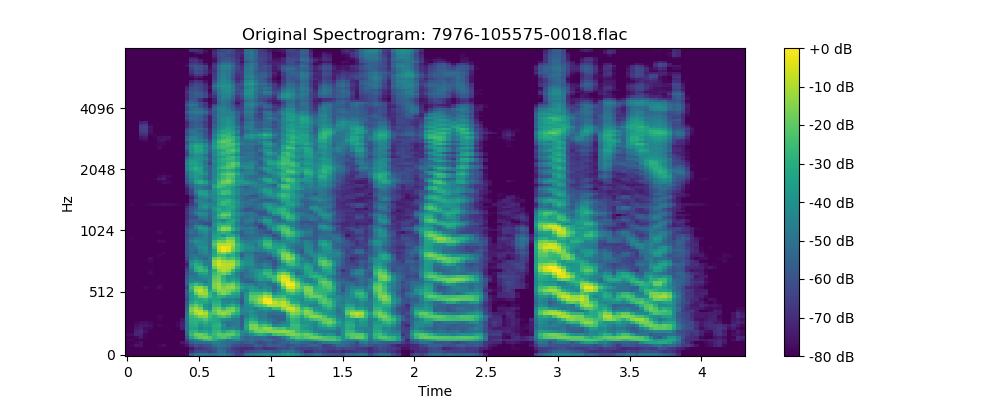 Original Spectrogram: 7976-105575-0018.flac
Hz
4096
2048
1024
512
0
0
0.5
1
1.5
2
2.5
3
3.5
4
Time
+0 dB
-10 dB
-20 dB
-30 dB
-40 dB
-50 dB
-60 dB
-70 dB
-80 dB